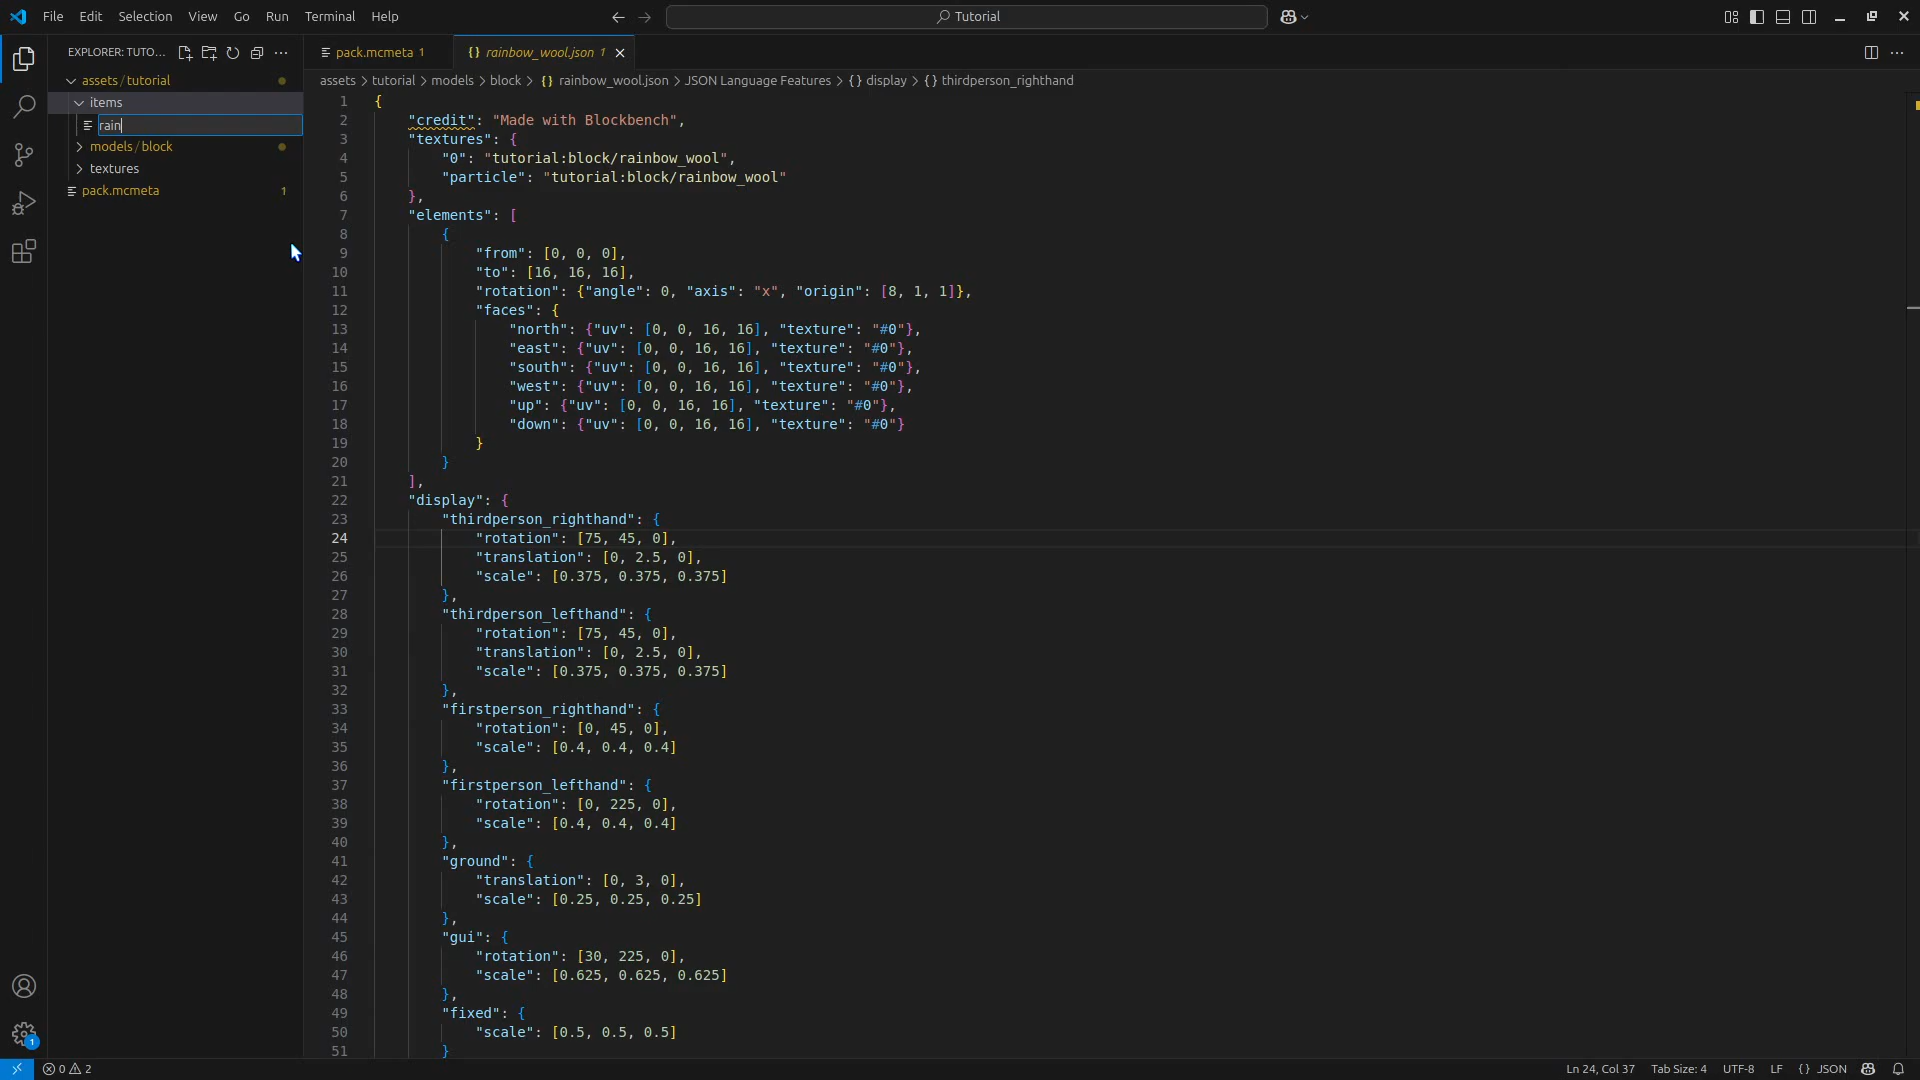 File Edit Selection View Go Run Terminal Help
Tutorial
EXPLORER: TUTO...
assets/tutorial
items
rain
models/block
textures
pack.mcmeta 1
pack.mcmeta 1
{} rainbow_wool.json 1
assets > tutorial > models > block > {} rainbow_wool.json > JSON Language Features > {} display > {} thirdperson_righthand
1 {
2 "credit": "Made with Blockbench",
3 "textures": {
4 "0": "tutorial:block/rainbow_wool",
5 "particle": "tutorial:block/rainbow_wool"
6 },
7 "elements": [
8 {
9 "from": [0, 0, 0],
10 "to": [16, 16, 16],
11 "rotation": {"angle": 0, "axis": "x", "origin": [8, 1, 1]},
12 "faces": {
13 "north": {"uv": [0, 0, 16, 16], "texture": "#0"},
14 "east": {"uv": [0, 0, 16, 16], "texture": "#0"},
15 "south": {"uv": [0, 0, 16, 16], "texture": "#0"},
16 "west": {"uv": [0, 0, 16, 16], "texture": "#0"},
17 "up": {"uv": [0, 0, 16, 16], "texture": "#0"},
18 "down": {"uv": [0, 0, 16, 16], "texture": "#0"}
19 }
20 }
21 ],
22 "display": {
23 "thirdperson_righthand": {
24 "rotation": [75, 45, 0],
25 "translation": [0, 2.5, 0],
26 "scale": [0.375, 0.375, 0.375]
27 },
28 "thirdperson_lefthand": {
29 "rotation": [75, 45, 0],
30 "translation": [0, 2.5, 0],
31 "scale": [0.375, 0.375, 0.375]
32 },
33 "firstperson_righthand": {
34 "rotation": [0, 45, 0],
35 "scale": [0.4, 0.4, 0.4]
36 },
37 "firstperson_lefthand": {
38 "rotation": [0, 225, 0],
39 "scale": [0.4, 0.4, 0.4]
40 },
41 "ground": {
42 "translation": [0, 3, 0],
43 "scale": [0.25, 0.25, 0.25]
44 },
45 "gui": {
46 "rotation": [30, 225, 0],
47 "scale": [0.625, 0.625, 0.625]
48 },
49 "fixed": {
50 "scale": [0.5, 0.5, 0.5]
51 }
1
0 2 Ln 24, Col 37 Tab Size: 4 UTF-8 LF {} JSON